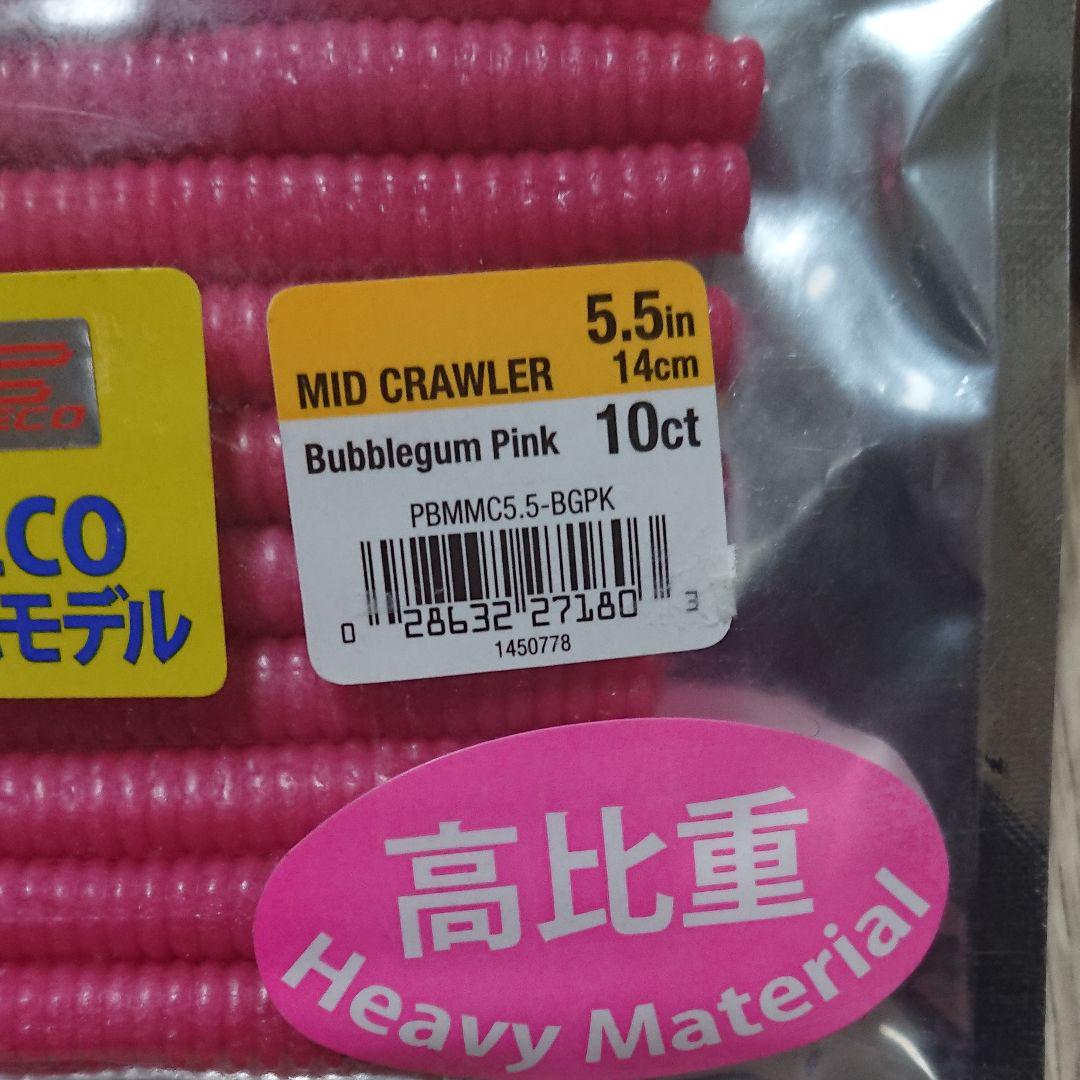 5.5in
MID CRAWLER 14cm
Bubblegum Pink 10ct
PBMMC5.5-BGPK
0 28632 27180 3
1450778
ECO
モデル
高比重
Heavy Material